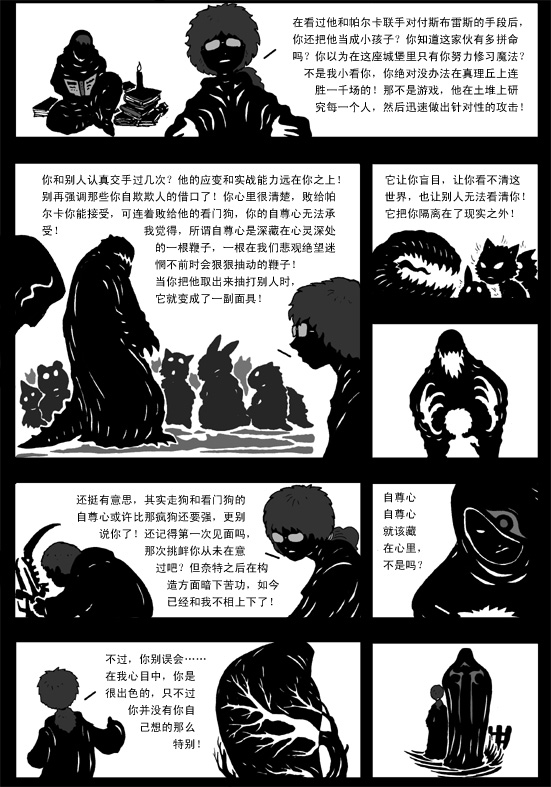 在看过他和帕尔卡联手对付斯布雷斯的手段后，
你还把他当成小孩子？你知道这家伙有多拼命
吗？你以为在这座城堡里只有你努力修习魔法？
不是我小看你，你绝对没办法在真理丘上连
胜一千场的！那不是游戏，他在土堆上研
究每一个人，然后迅速做出针对性的攻击！
你和别人认真交手过几次？他的应变和实战能力远在你之上！
别再强调那些你自欺欺人的借口了！你心里很清楚，败给帕
尔卡你能接受，可连着败给他的看门狗，你的自尊心无法承
受！ 我觉得，所谓自尊心是深藏在心灵深处
的一根鞭子，一根在我们悲观绝望迷
惘不前时会狠狠抽动的鞭子！
当你把他取出来抽打别人时，
它就变成了一副面具！
它让你盲目，让你看不清这
世界，也让别人无法看清你！
它把你隔离在了现实之外！
还挺有意思，其实走狗和看门狗的
自尊心或许比那疯狗还要强，更别
说你了！还记得第一次见面吗，
那次挑衅你从未在意
过吧？但奈特之后在构
造方面暗下苦功，如今
已经和我不相上下了！
自尊心
自尊心
就该藏
在心里，
不是吗？
不过，你别误会……
在我心目中，你是
很出色的，只不过
你并没有你自
己想的那么
特别！